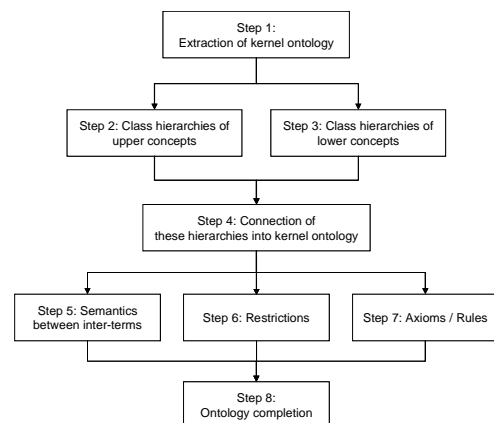 Step 1:
Extraction of kernel ontology
Step 2: Class hierarchies of
upper concepts
Step 3: Class hierarchies of
lower concepts
Step 4: Connection of
these hierarchies into kernel ontology
Step 5: Semantics
between inter-terms
Step 6: Restrictions
Step 7: Axioms / Rules
Step 8:
Ontology completion